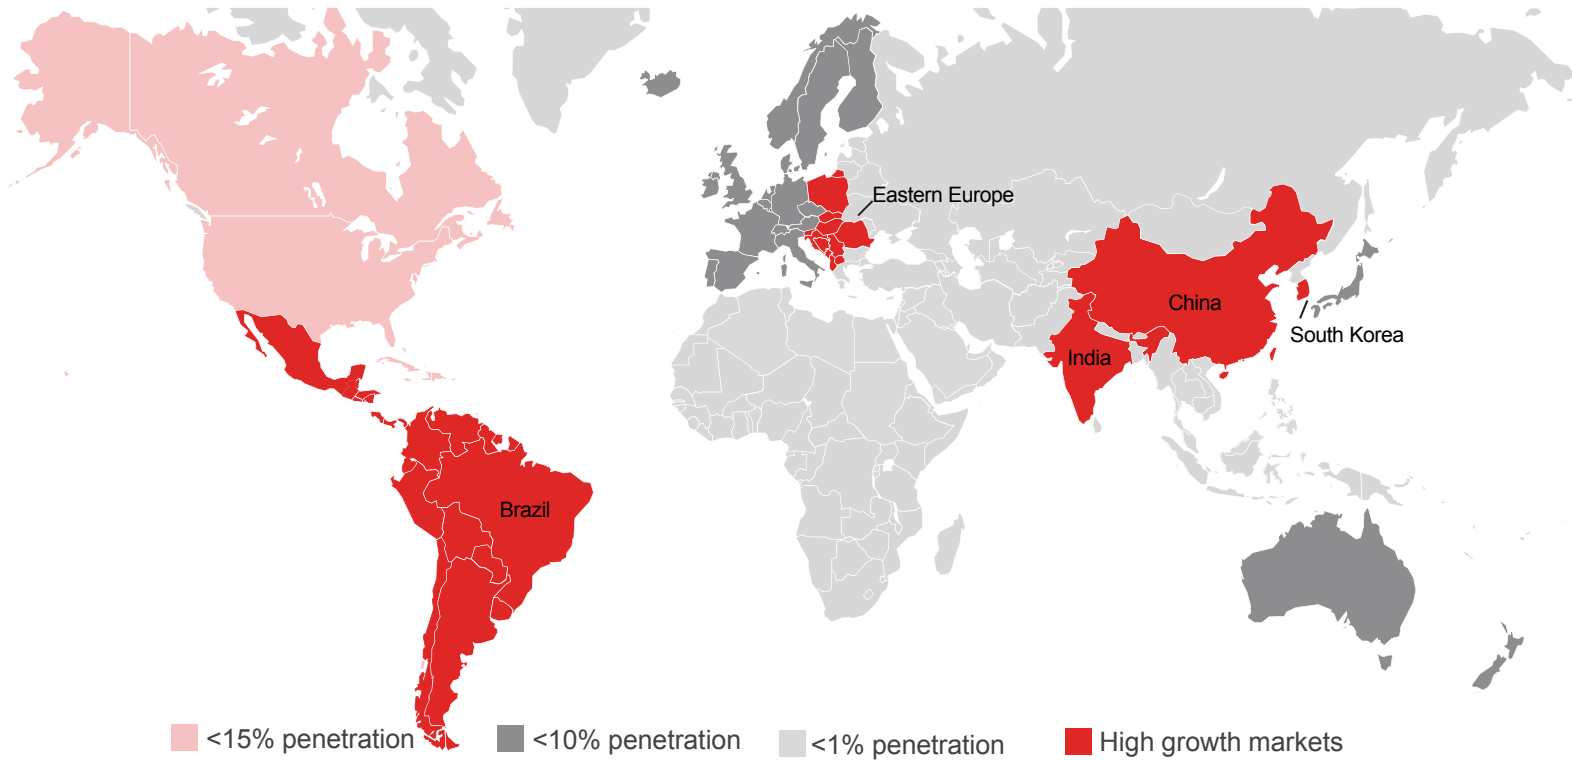 Eastern Europe
China
South Korea
India
Brazil
<15% penetration
<10% penetration
<1% penetration
High growth markets